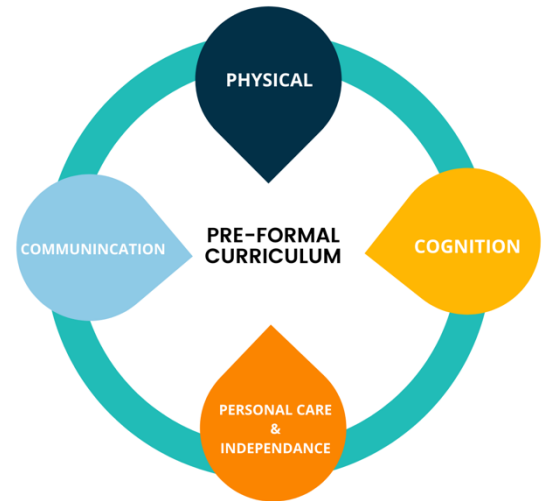 PHYSICAL
COMMUNINCATION
PRE-FORMAL
CURRICULUM
COGNITION
PERSONAL CARE
&
INDEPENDANCE